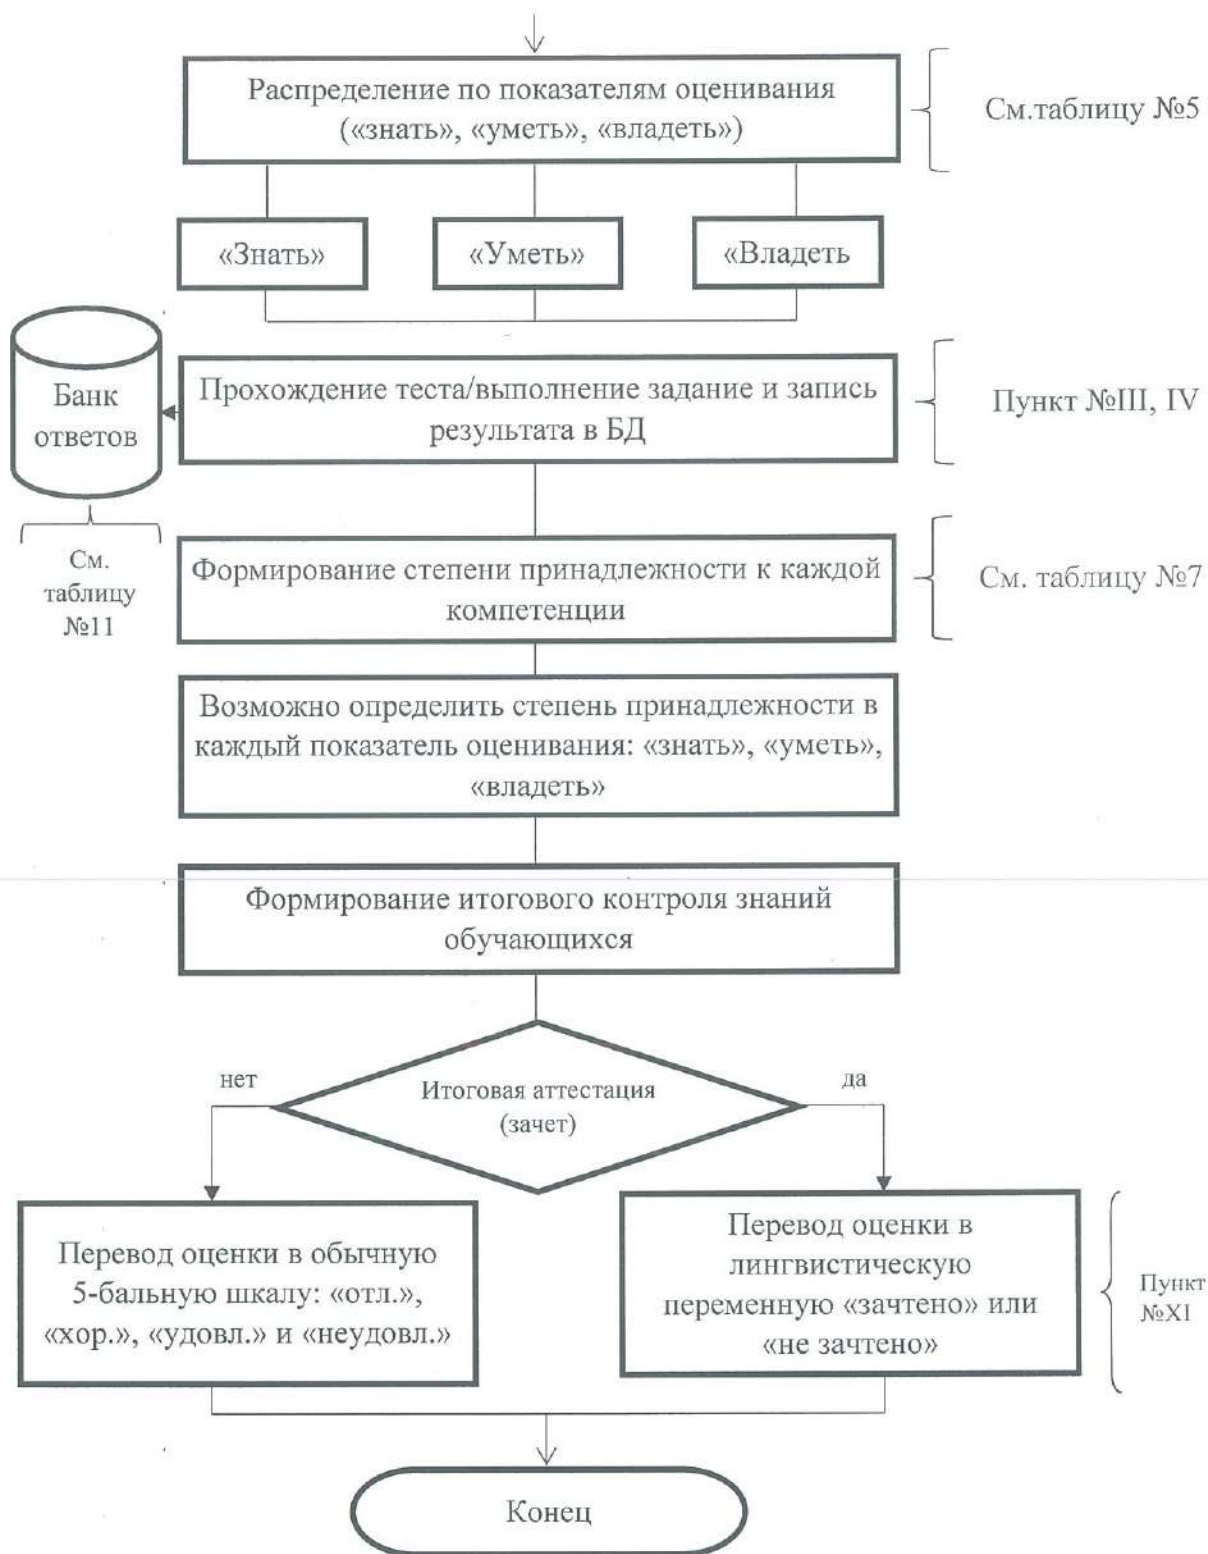 Распределение по показателям оценивания
(«знать», «уметь», «владеть»)
См.таблицу №5
«Знать»
«Уметь»
«Владеть
Банк
ответов
Прохождение теста/выполнение задание и запись
результата в БД
Пункт №III, IV
См.
таблицу
№11
Формирование степени принадлежности к каждой
компетенции
См. таблицу №7
Возможно определить степень принадлежности в
каждый показатель оценивания: «знать», «уметь»,
«владеть»
Формирование итогового контроля знаний
обучающихся
нет
Итоговая аттестация
(зачет)
да
Перевод оценки в обычную
5-бальную шкалу: «отл.»,
«хор.», «удовл.» и «неудовл.»
Перевод оценки в
лингвистическую
переменную «зачтено» или
«не зачтено»
Пункт
№XI
Конец